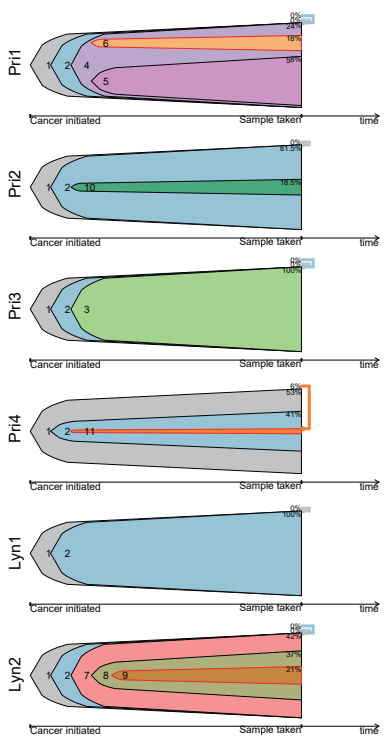 Pri1
0%
0%
24%
18%
58%
1 2 4 6
5
Cancer initiated Sample taken time
Pri2
0%
81.5%
18.5%
1 2 10
Cancer initiated Sample taken time
Pri3
0%
0%
100%
1 2 3
Cancer initiated Sample taken time
Pri4
6%
53%
41%
1 2 11
Cancer initiated Sample taken time
Lyn1
0%
100%
1 2
Cancer initiated Sample taken time
Lyn2
0%
0%
42%
37%
21%
1 2 7 8 9
Cancer initiated Sample taken time